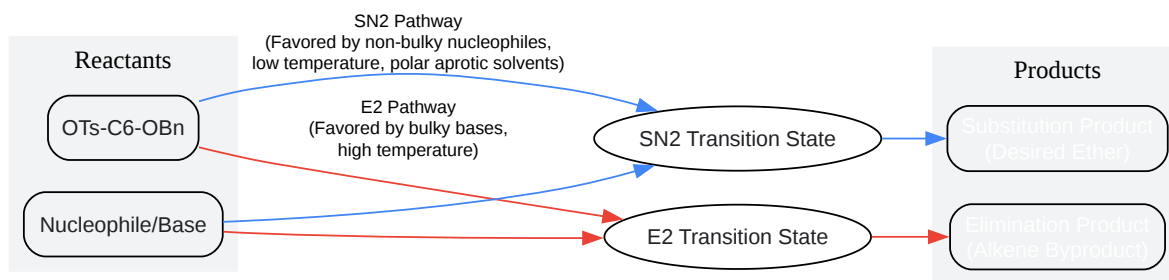 SN2 Pathway
(Favored by non-bulky nucleophiles,
low temperature, polar aprotic solvents)
Reactants
Products
OTs-C6-OBn
E2 Pathway
(Favored by bulky bases,
high temperature)
SN2 Transition State
Substitution Product
(Desired Ether)
Nucleophile/Base
E2 Transition State
Elimination Product
(Alkene Byproduct)